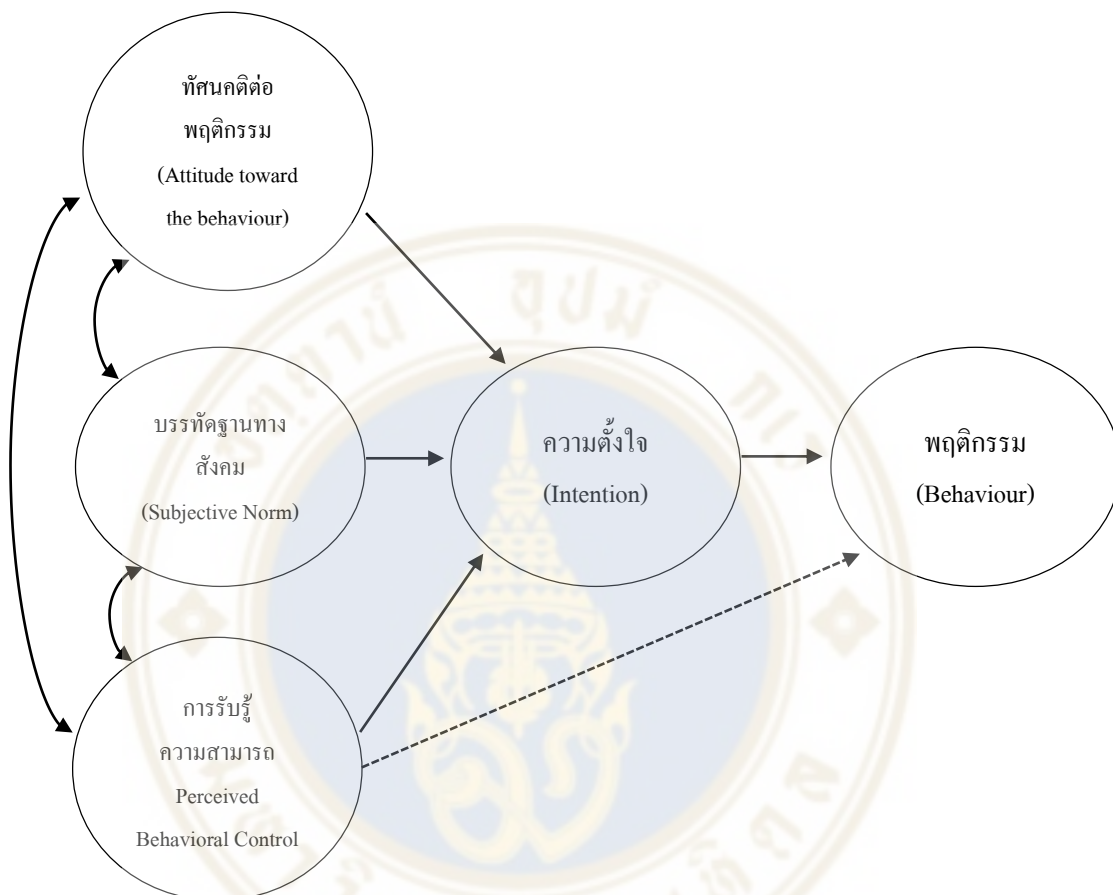 ทัศนคติต่อ
พฤติกรรม
(Attitude toward
the behaviour)
บรรทัดฐานทาง
สังคม
(Subjective Norm)
การรับรู้
ความสามารถ
Perceived
Behavioral Control
ความตั้งใจ
(Intention)
พฤติกรรม
(Behaviour)